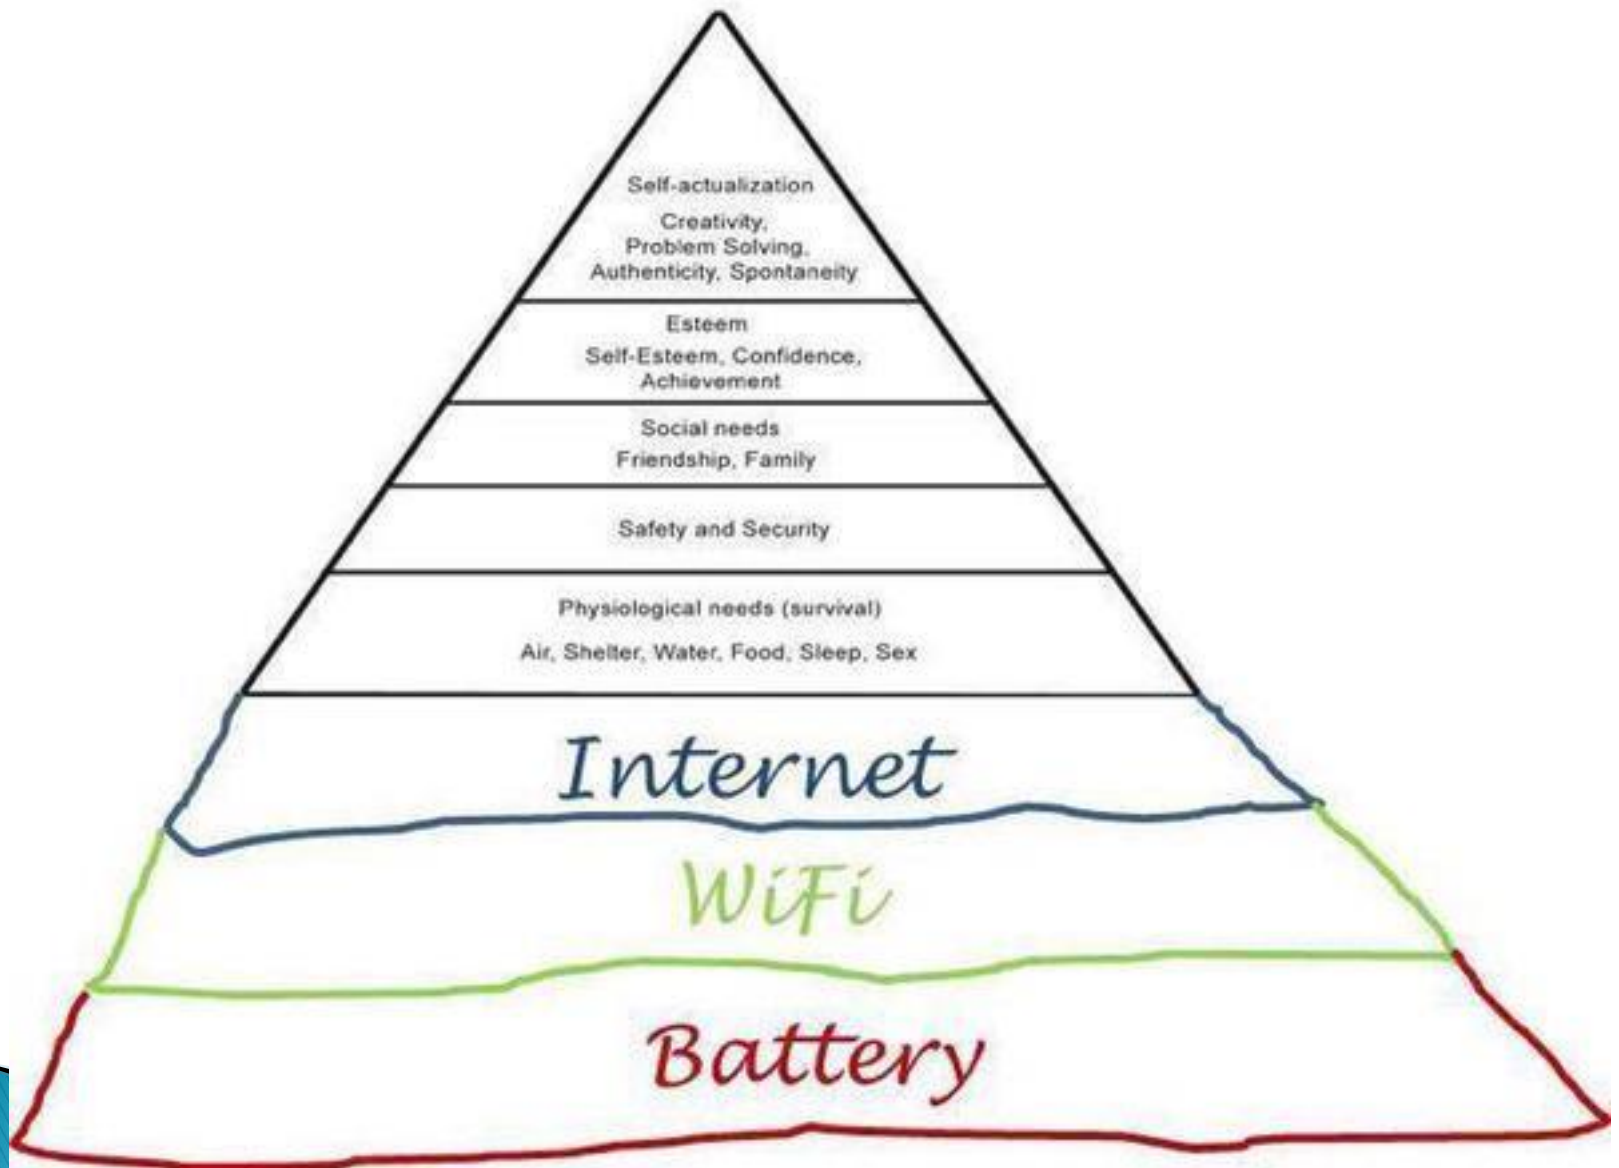 Self-actualization
Creativity,
Problem Solving,
Authenticity, Spontaneity
Esteem
Self-Esteem, Confidence,
Achievement
Social needs
Friendship, Family
Safety and Security
Physiological needs (survival)
Air, Shelter, Water, Food, Sleep, Sex
Internet
WiFi
Battery